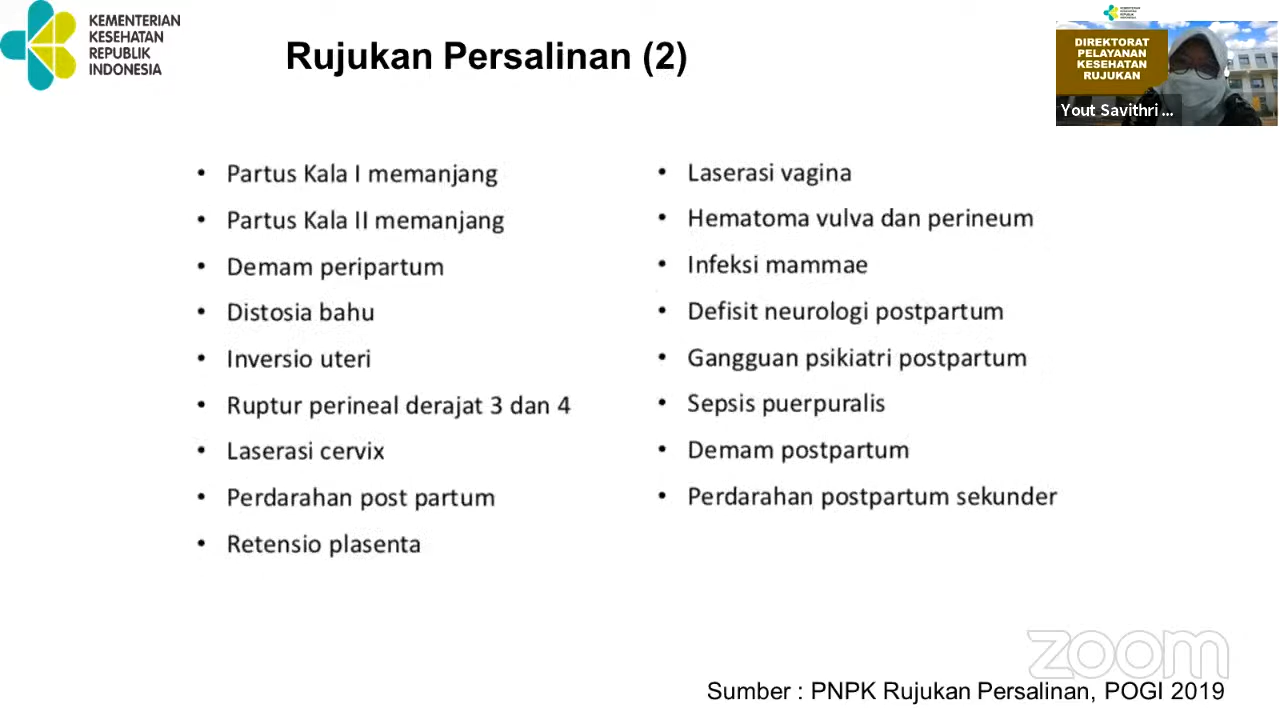 KEMENTERIAN
KESEHATAN
REPUBLIK
INDONESIA
Rujukan Persalinan (2)
DIREKTORAT
PELAYANAN
KESEHATAN
RUJUKAN
Yout Savithri ...
• Partus Kala I memanjang
• Partus Kala II memanjang
• Demam peripartum
• Distosia bahu
• Inversio uteri
• Ruptur perineal derajat 3 dan 4
• Laserasi cervix
• Perdarahan post partum
• Retensio plasenta
• Laserasi vagina
• Hematoma vulva dan perineum
• Infeksi mammae
• Defisit neurologi postpartum
• Gangguan psikiatri postpartum
• Sepsis puerpuralis
• Demam postpartum
• Perdarahan postpartum sekunder
zoom
Sumber : PNPK Rujukan Persalinan, POGI 2019